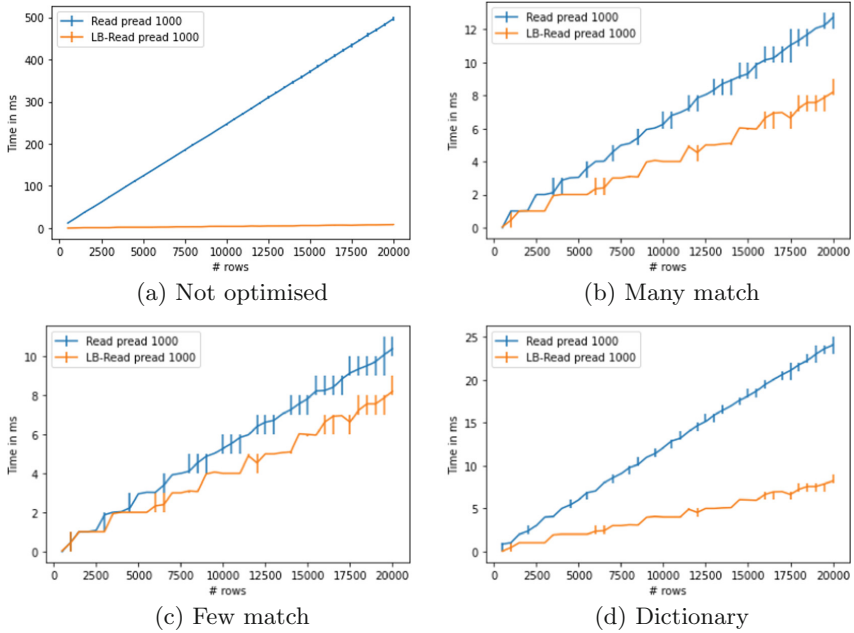 Read pread 1000
LB-Read pread 1000
Time in ms
500
400
300
200
100
0
0 2500 5000 7500 10000 12500 15000 17500 20000
# rows
(a) Not optimised
Read pread 1000
LB-Read pread 1000
Time in ms
12
10
8
6
4
2
0
0 2500 5000 7500 10000 12500 15000 17500 20000
# rows
(b) Many match
Read pread 1000
LB-Read pread 1000
Time in ms
10
8
6
4
2
0
0 2500 5000 7500 10000 12500 15000 17500 20000
# rows
(c) Few match
Read pread 1000
LB-Read pread 1000
Time in ms
25
20
15
10
5
0
0 2500 5000 7500 10000 12500 15000 17500 20000
# rows
(d) Dictionary